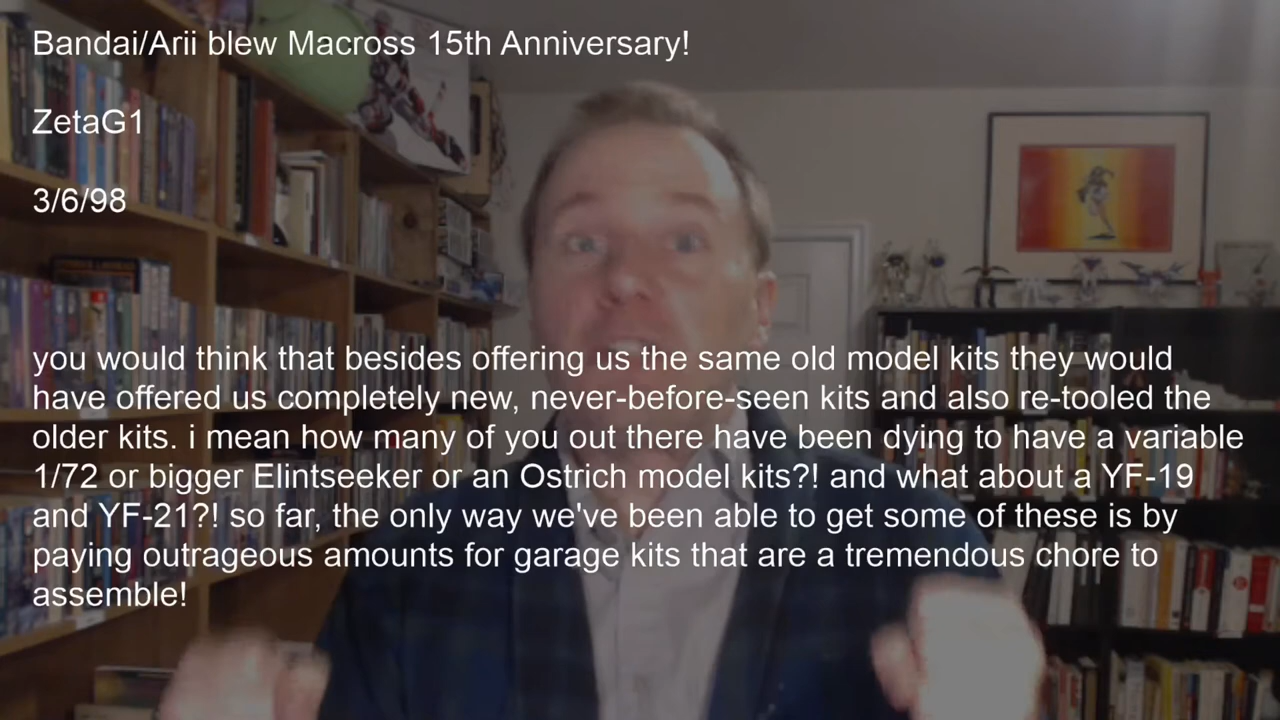 Bandai/Arii blew Macross 15th Anniversary!
ZetaG1
3/6/98
you would think that besides offering us the same old model kits they would
have offered us completely new, never-before-seen kits and also re-tooled the
older kits. i mean how many of you out there have been dying to have a variable
1/72 or bigger Elintseeker or an Ostrich model kits?! and what about a YF-19
and YF-21?! so far, the only way we've been able to get some of these is by
paying outrageous amounts for garage kits that are a tremendous chore to
assemble!